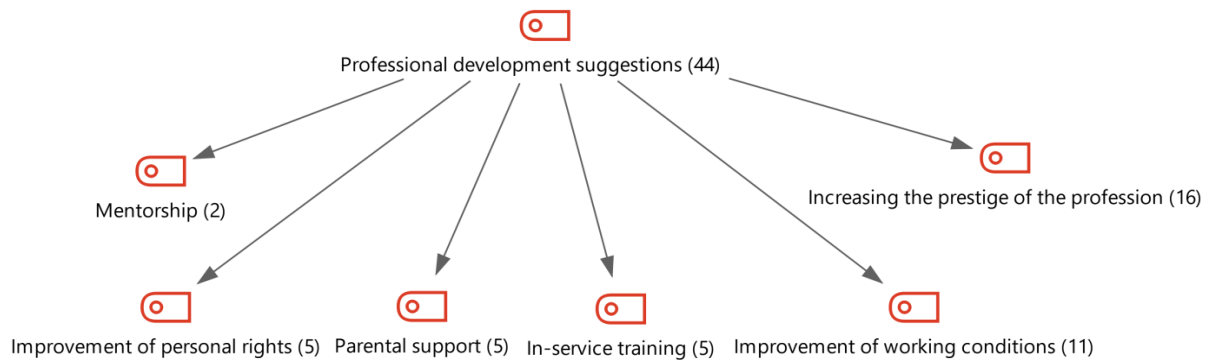 Professional development suggestions (44)
Mentorship (2)
Increasing the prestige of the profession (16)
Improvement of personal rights (5)
Parental support (5)
In-service training (5)
Improvement of working conditions (11)